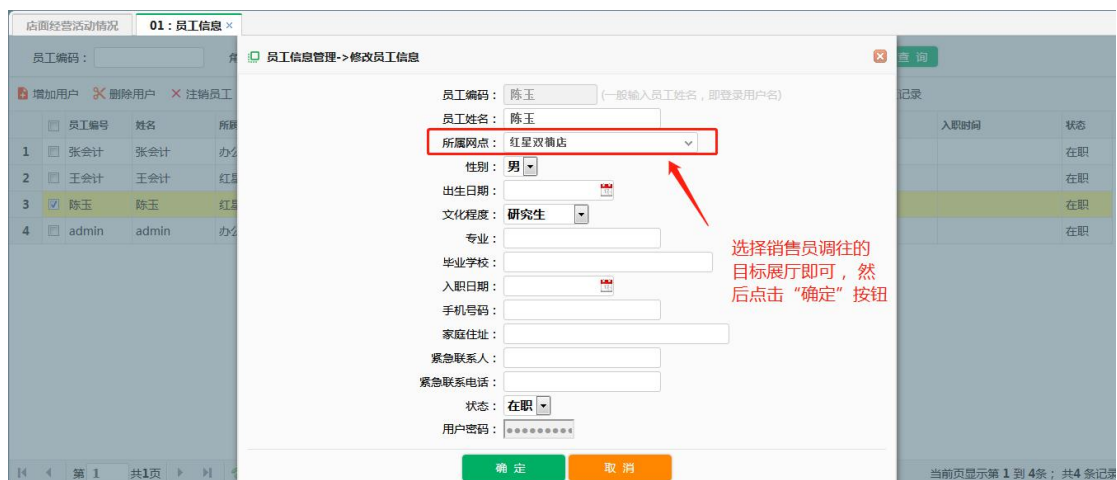 店面经营活动情况 01：员工信息 ×
员工编码：
员工信息管理->修改员工信息
查 询
增加用户 删除用户 注销员工
记录
员工编号 姓名
入职时间 状态
1 张会计 张会计 在职
2 王会计 王会计 在职
3 陈玉 陈玉 在职
4 admin admin 在职
员工编码： 陈玉 (一般输入员工姓名，即登录用户名)
员工姓名： 陈玉
所属网点： 红星双楠店
性别： 男
出生日期：
文化程度： 研究生
专业：
毕业学校：
入职日期：
手机号码：
家庭住址：
紧急联系人：
紧急联系电话：
状态： 在职
用户密码：
选择销售员调往的
目标展厅即可，然
后点击“确定”按钮
确 定 取 消
第 1 共1页
当前页显示第 1 到 4条； 共4 条记录